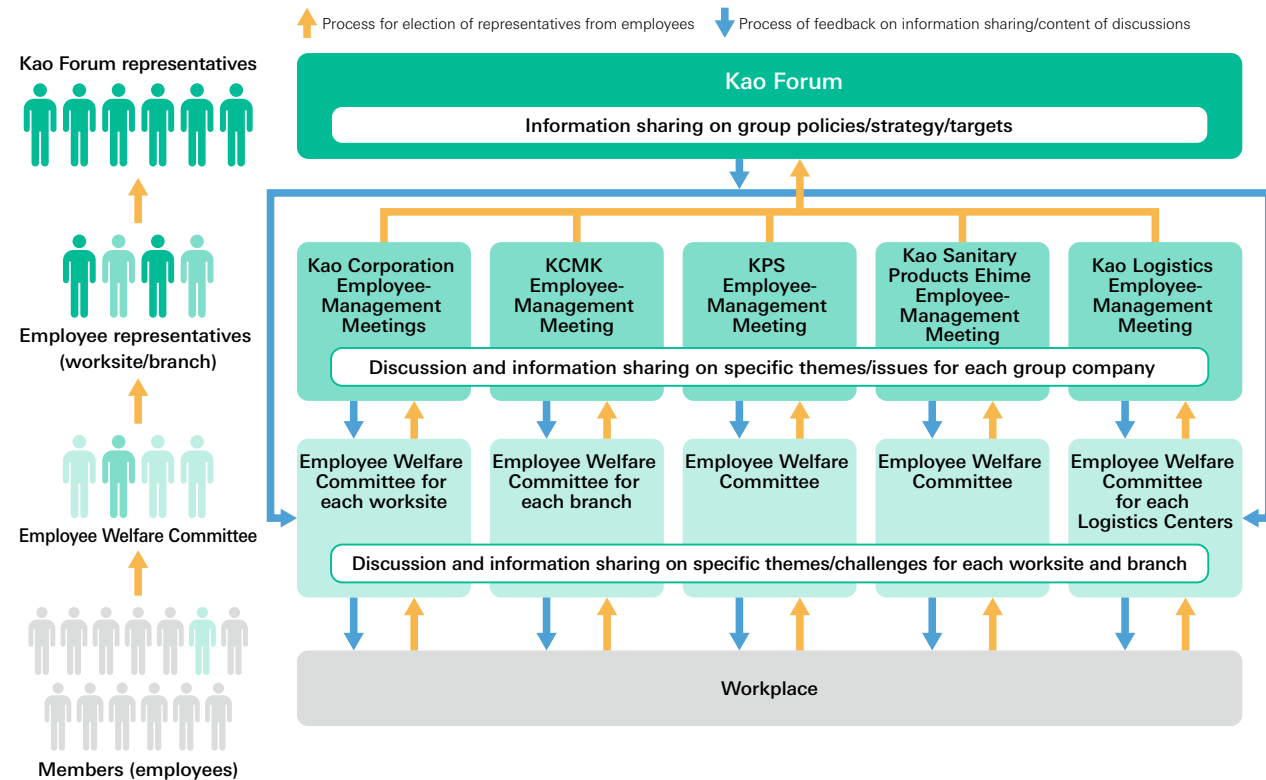 Process for election of representatives from employees
Process of feedback on information sharing/content of discussions
Kao Forum representatives
Employee representatives
(worksite/branch)
Employee Welfare Committee
Members (employees)
Kao Forum
Information sharing on group policies/strategy/targets
Kao Corporation
Employee-
Management
Meetings
KCMK
Employee-
Management
Meeting
KPS
Employee-
Management
Meeting
Kao Sanitary
Products Ehime
Employee-
Management
Meeting
Kao Logistics
Employee-
Management
Meeting
Discussion and information sharing on specific themes/issues for each group company
Employee Welfare
Committee for
each worksite
Employee Welfare
Committee for
each branch
Employee Welfare
Committee
Employee Welfare
Committee
Employee Welfare
Committee
for each
Logistics Centers
Discussion and information sharing on specific themes/challenges for each worksite and branch
Workplace